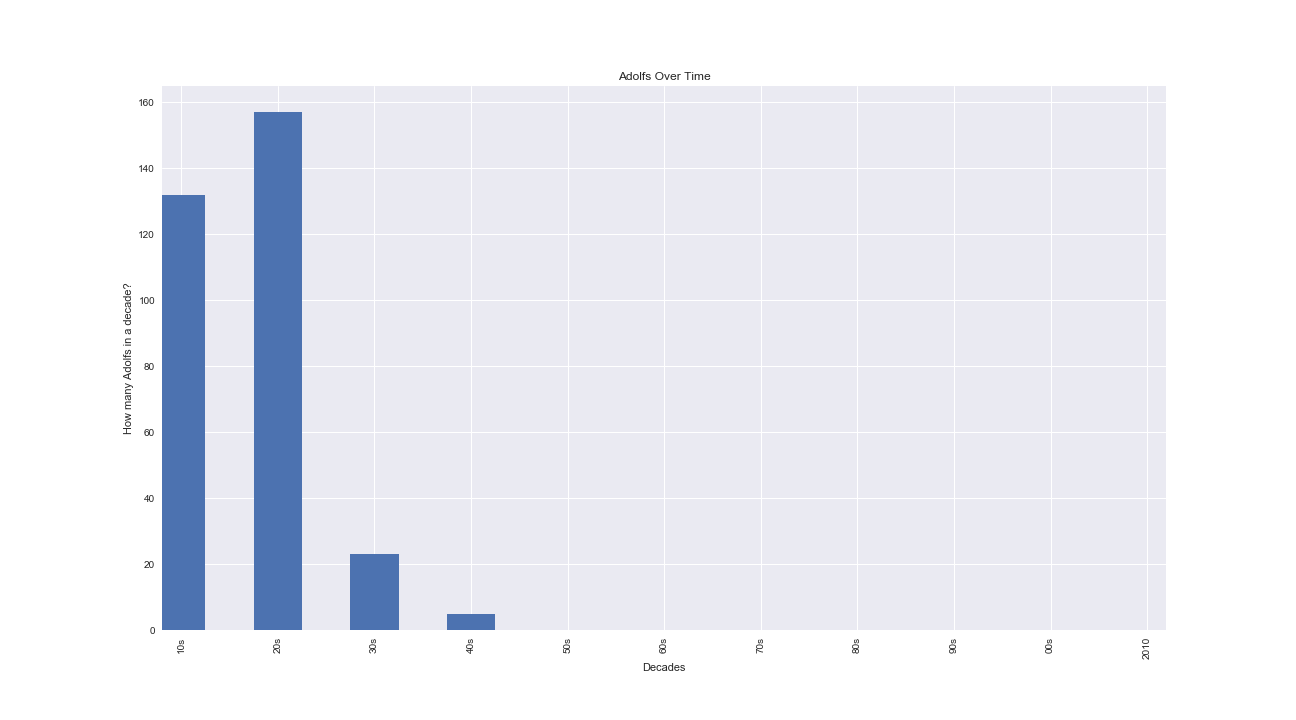 Adolfs Over Time
How many Adolfs in a decade?
160
140
120
100
80
60
40
20
0
10s
20s
30s
40s
50s
60s
70s
80s
90s
00s
2010
Decades